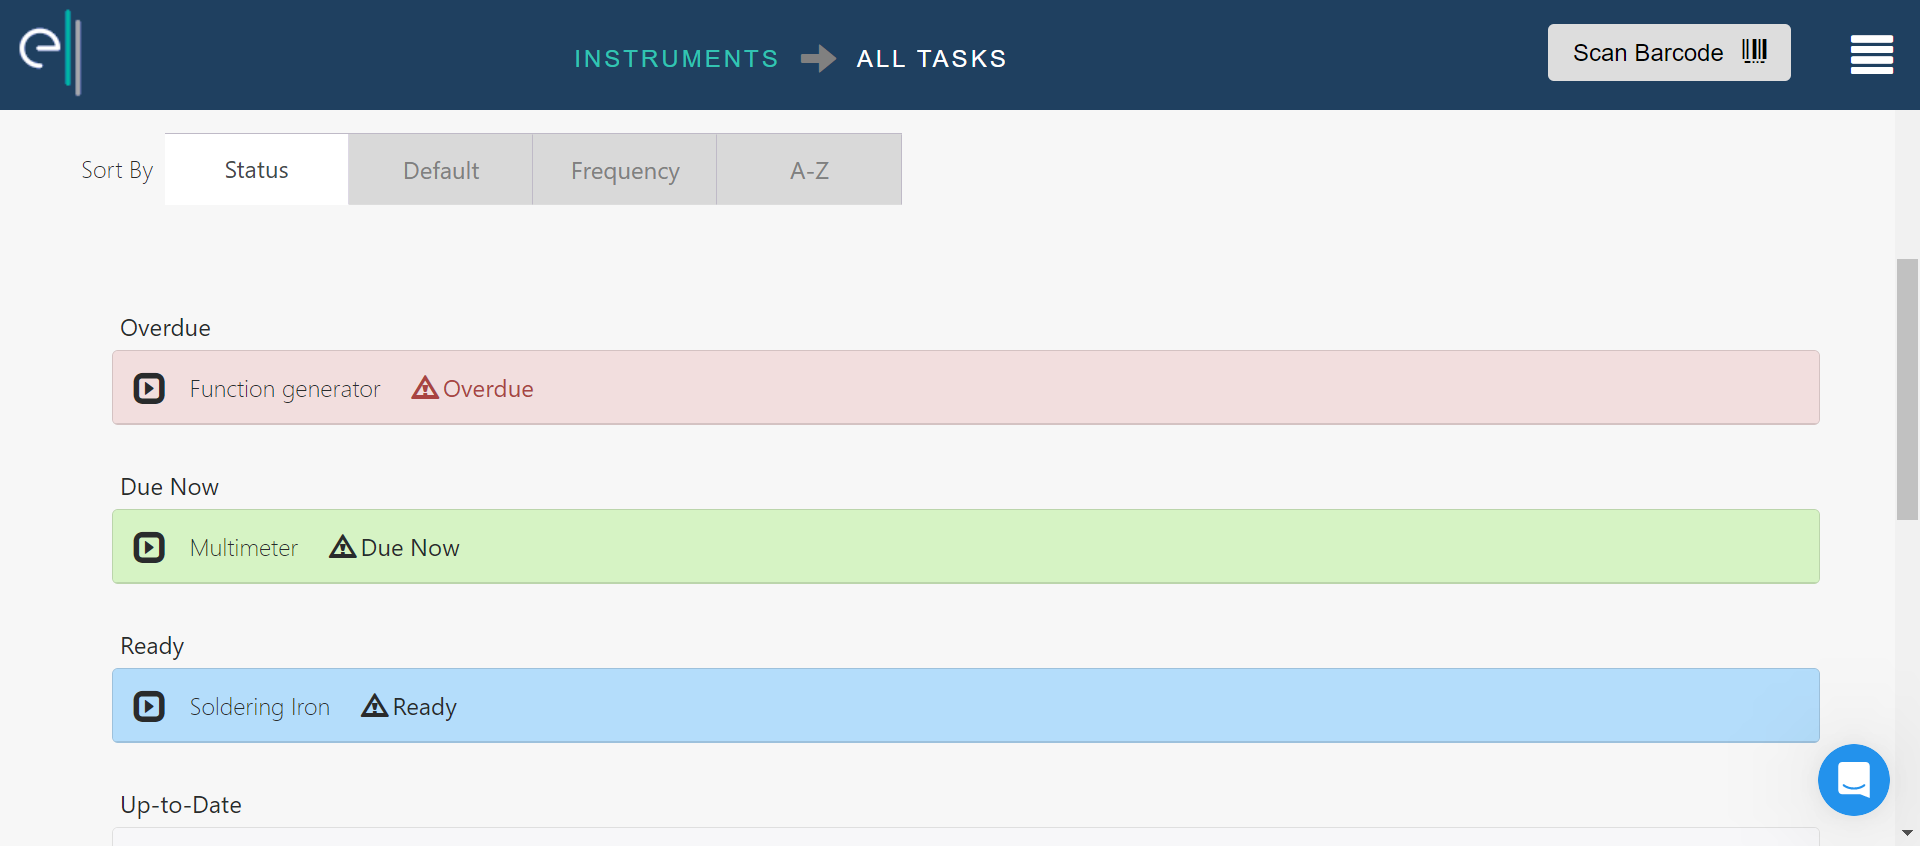 ell
INSTRUMENTS ALL TASKS
Scan Barcode
Sort By Status Default Frequency A-Z
Overdue
Function generator Overdue
Due Now
Multimeter Due Now
Ready
Soldering Iron Ready
Up-to-Date